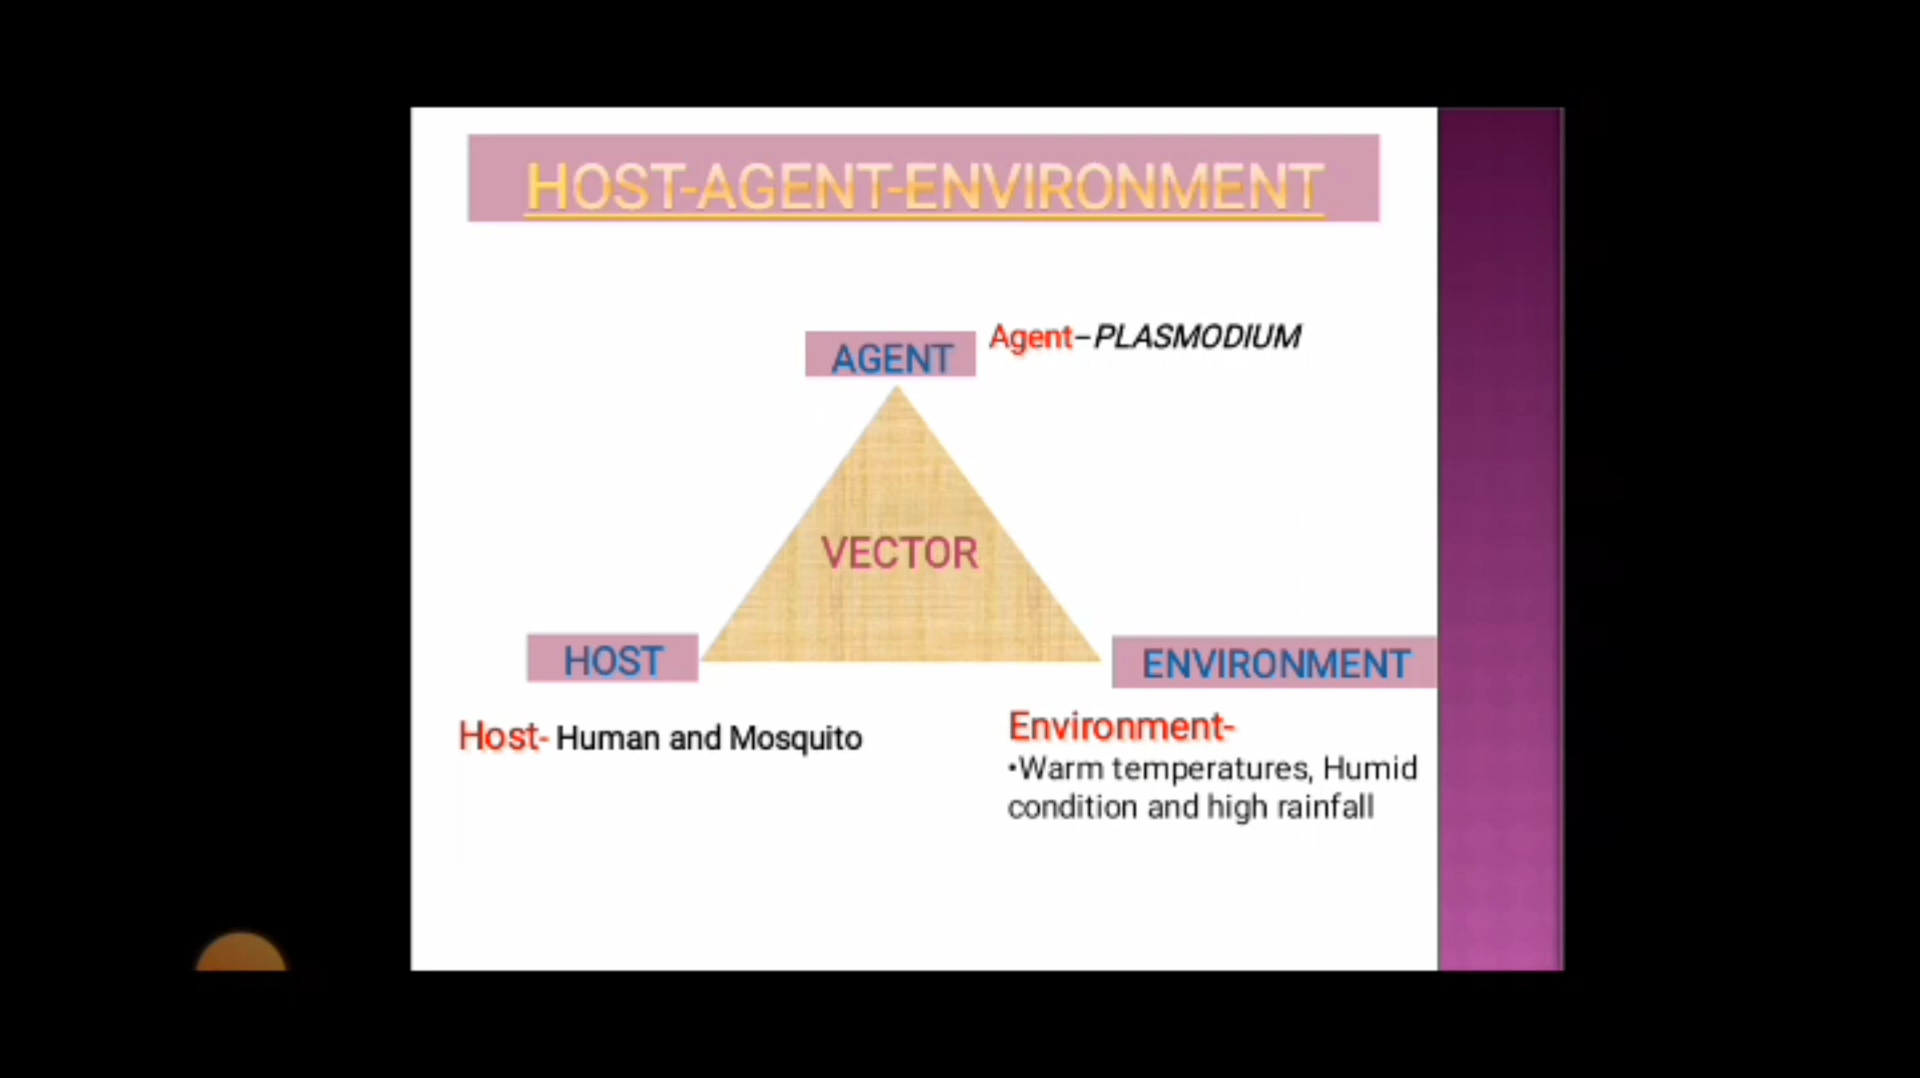 HOST-AGENT-ENVIRONMENT
AGENT
Agent–PLASMODIUM
VECTOR
HOST
ENVIRONMENT
Host- Human and Mosquito
Environment-
•Warm temperatures, Humid
condition and high rainfall